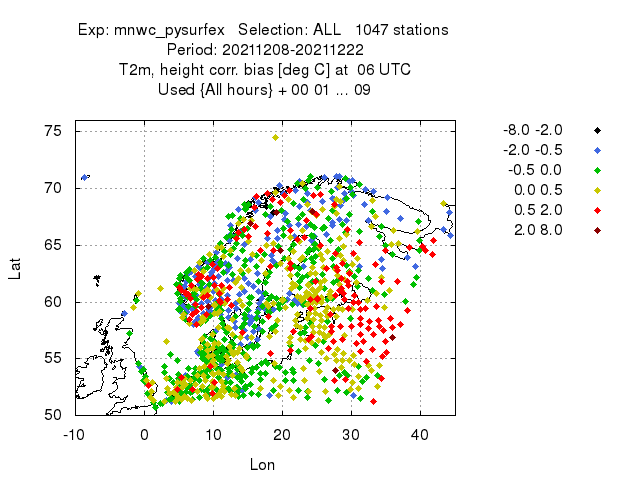 Exp: mnwc_pysurfex   Selection: ALL   1047 stations
Period: 20211208-20211222
T2m, height corr. bias [deg C] at  06 UTC
Used {All hours} + 00 01 ... 09
-8.0 -2.0
-2.0 -0.5
-0.5 0.0
0.0 0.5
0.5 2.0
2.0 8.0
75
70
65
60
55
50
Lat
-10 0 10 20 30 40
Lon